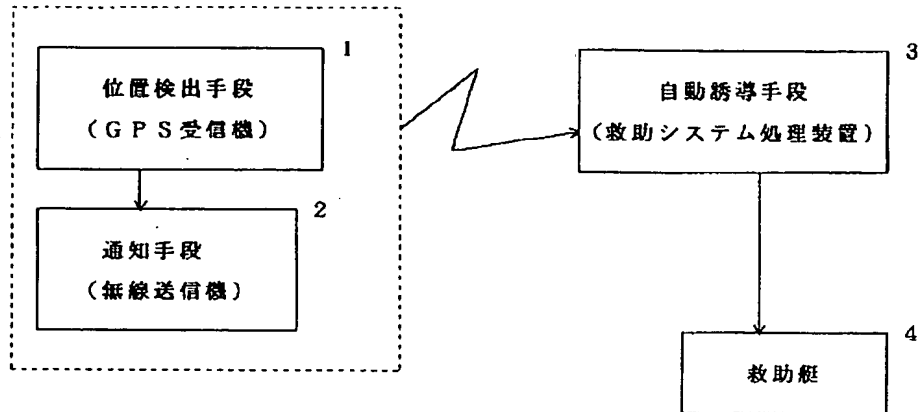 1
位置検出手段
(GPS受信機)
2
通知手段
(無線送信機)
3
自動誘導手段
(救助システム処理装置)
4
救助艇